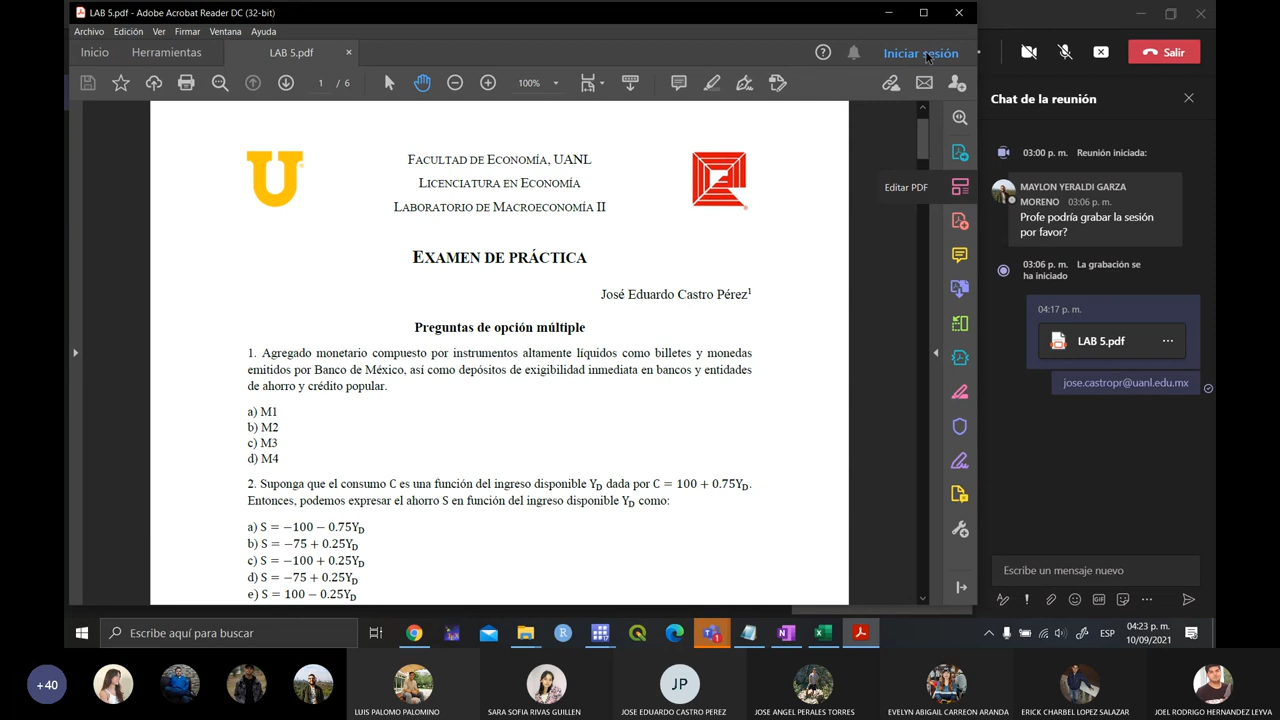 LAB 5.pdf - Adobe Acrobat Reader DC (32-bit)
Archivo Edición Ver Firmar Ventana Ayuda
Inicio Herramientas LAB 5.pdf × Iniciar sesión
1 / 6 100%
Editar PDF
FACULTAD DE ECONOMÍA, UANL
LICENCIATURA EN ECONOMÍA
LABORATORIO DE MACROECONOMÍA II
EXAMEN DE PRÁCTICA
José Eduardo Castro Pérez¹
Preguntas de opción múltiple
1. Agregado monetario compuesto por instrumentos altamente líquidos como billetes y monedas
emitidos por Banco de México, así como depósitos de exigibilidad inmediata en bancos y entidades
de ahorro y crédito popular.
a) M1
b) M2
c) M3
d) M4
2. Suponga que el consumo C es una función del ingreso disponible Y_D dada por C = 100 + 0.75Y_D.
Entonces, podemos expresar el ahorro S en función del ingreso disponible Y_D como:
a) S = −100 − 0.75Y_D
b) S = −75 + 0.25Y_D
c) S = −100 + 0.25Y_D
d) S = −75 + 0.25Y_D
e) S = 100 − 0.25Y_D
Salir
Chat de la reunión
03:00 p. m. Reunión iniciada:
MAYLON YERALDI GARZA
MORENO 03:06 p. m.
Profe podría grabar la sesión
por favor?
03:06 p. m. La grabación se
ha iniciado
04:17 p. m.
LAB 5.pdf
jose.castropr@uanl.edu.mx
Escribe un mensaje nuevo
GIF
Escribe aquí para buscar
ESP
04:23 p. m.
10/09/2021
+40
JP
LUIS PALOMO PALOMINO
SARA SOFIA RIVAS GUILLEN
JOSE EDUARDO CASTRO PEREZ
JOSE ANGEL PERALES TORRES
EVELYN ABIGAIL CARREON ARANDA
ERICK CHARBEL LOPEZ SALAZAR
JOEL RODRIGO HERNANDEZ LEYVA